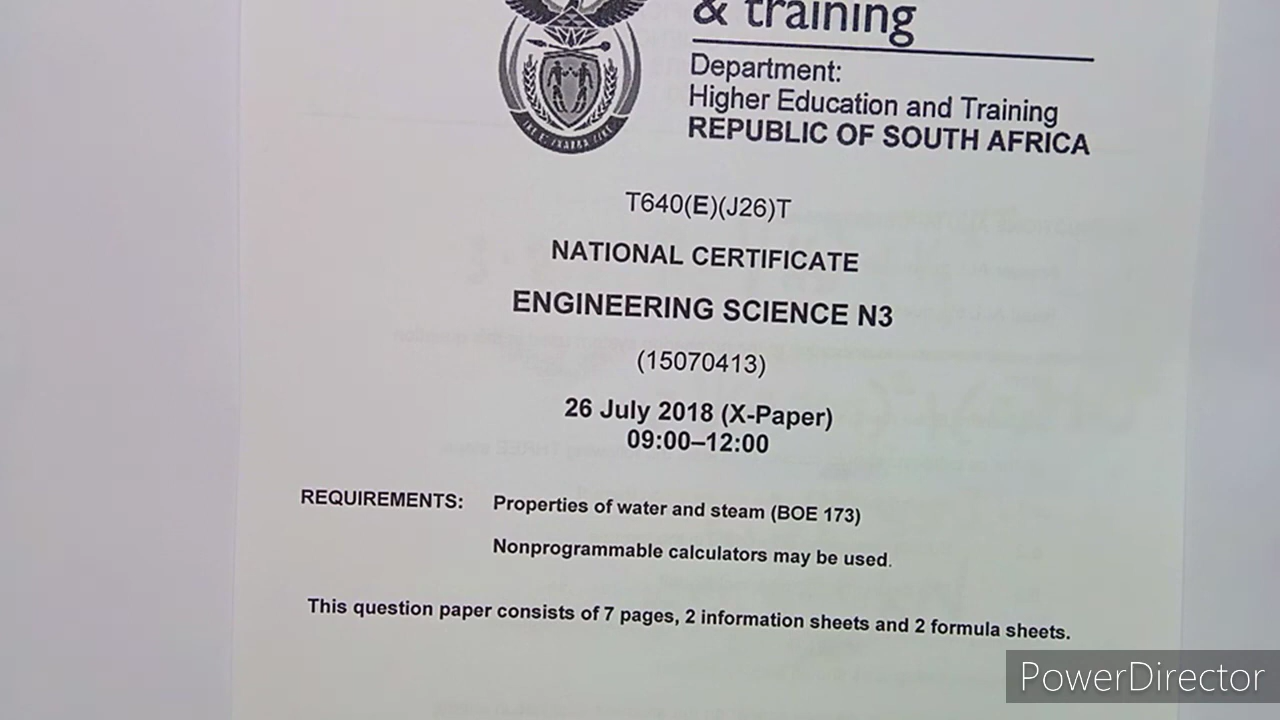 & training
Department:
Higher Education and Training
REPUBLIC OF SOUTH AFRICA
T640(E)(J26)T
NATIONAL CERTIFICATE
ENGINEERING SCIENCE N3
(15070413)
26 July 2018 (X-Paper)
09:00–12:00
REQUIREMENTS: Properties of water and steam (BOE 173)
Nonprogrammable calculators may be used.
This question paper consists of 7 pages, 2 information sheets and 2 formula sheets.
PowerDirector